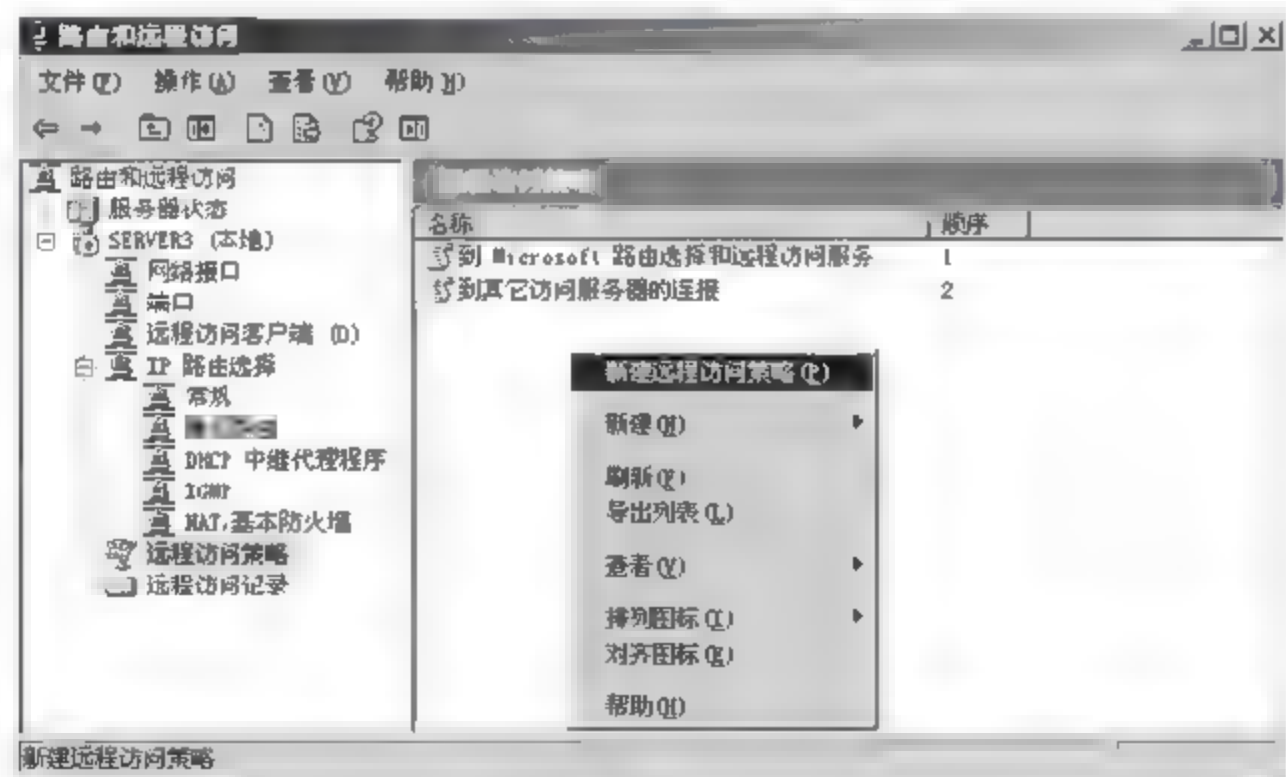 路由和远程访问
文件(F) 操作(A) 查看(V) 帮助(H)
路由和远程访问
服务器状态
SERVER3 (本地)
网络接口
端口
远程访问客户端 (0)
IP 路由选择
常规
DHCP 中继代理程序
IGMP
NAT/基本防火墙
远程访问策略
远程访问记录
名称 顺序
到 Microsoft 路由选择和远程访问服务 1
到其它访问服务器的连接 2
新建远程访问策略(P)
新建(N)
刷新(F)
导出列表(L)
查看(V)
排列图标(I)
对齐图标(E)
帮助(H)
新建远程访问策略